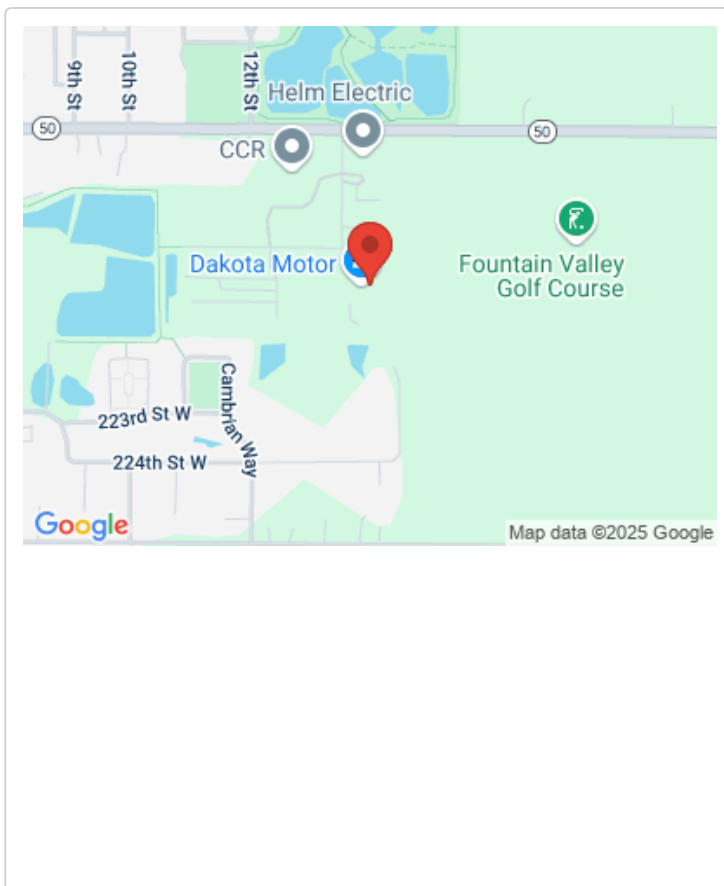 9th St
10th St
12th St
Helm Electric
50
50
CCR
Dakota Motor
Fountain Valley
Golf Course
Cambrian Way
223rd St W
224th St W
Google
Map data ©2025 Google